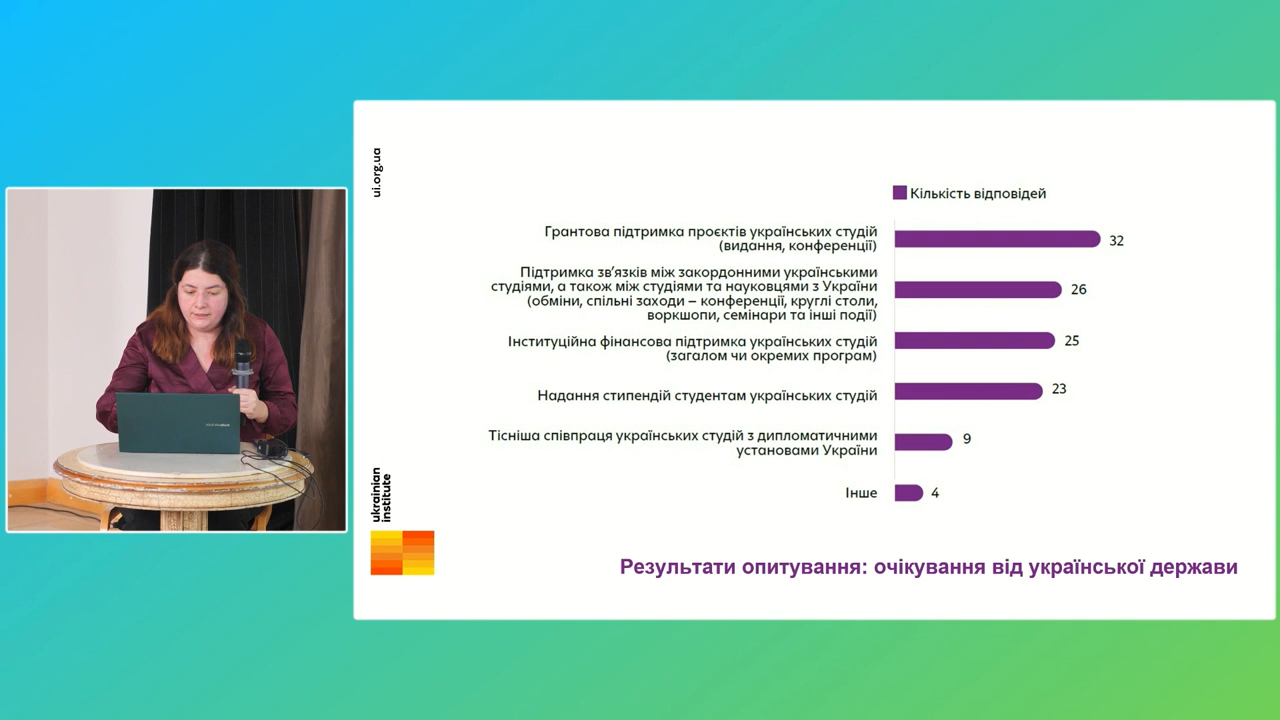 ui.org.ua
Кількість відповідей
Грантова підтримка проєктів українських студій
(видання, конференції)
32
Підтримка зв’язків між закордонними українськими
студіями, а також між студіями та науковцями з України
(обміни, спільні заходи – конференції, круглі столи,
воркшопи, семінари та інші події)
26
Інституційна фінансова підтримка українських студій
(загалом чи окремих програм)
25
Надання стипендій студентам українських студій
23
Тісніша співпраця українських студій з дипломатичними
установами України
9
Інше
4
ukrainian
institute
Результати опитування: очікування від української держави